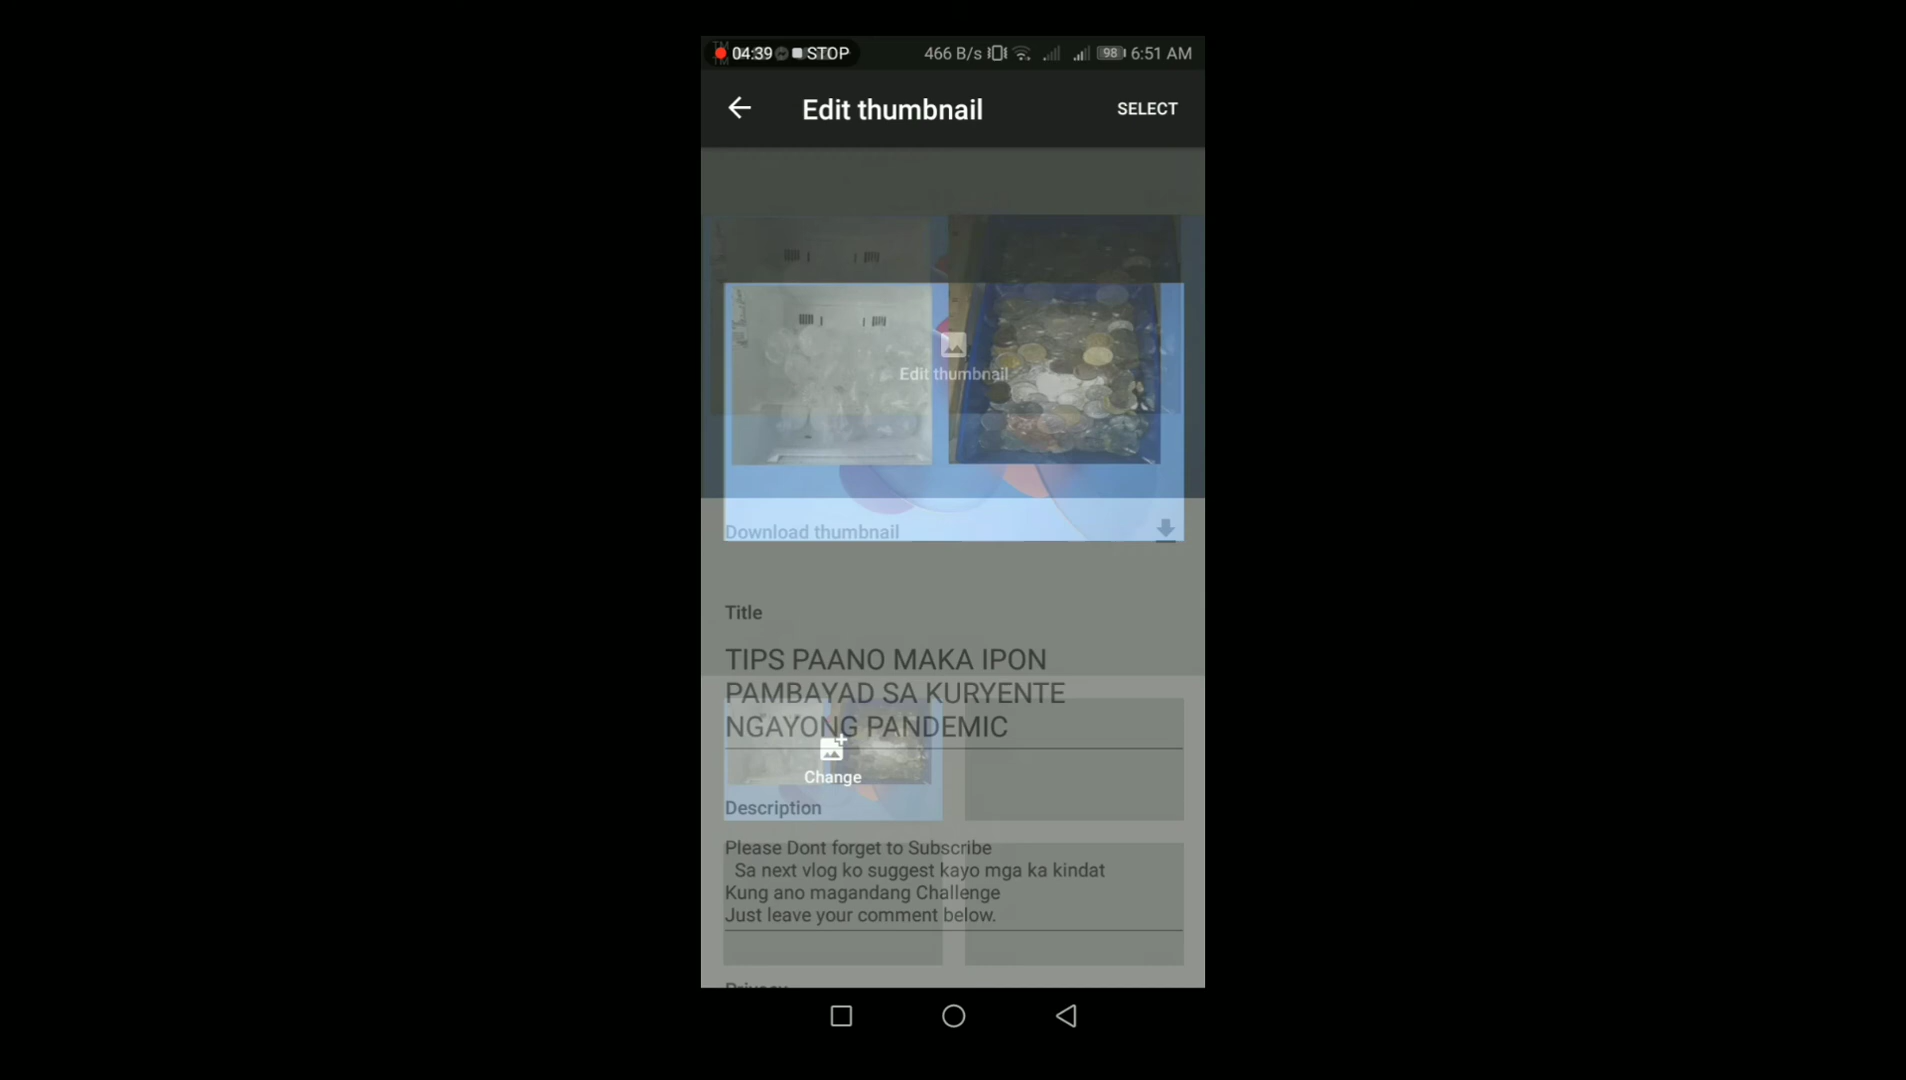 04:39 STOP 466 B/s 98 6:51 AM
Edit thumbnail SELECT
Edit thumbnail
Download thumbnail
Title
TIPS PAANO MAKA IPON
PAMBAYAD SA KURYENTE
NGAYONG PANDEMIC
Change
Description
Please Dont forget to Subscribe
Sa next vlog ko suggest kayo mga ka kindat
Kung ano magandang Challenge
Just leave your comment below.
Privacy